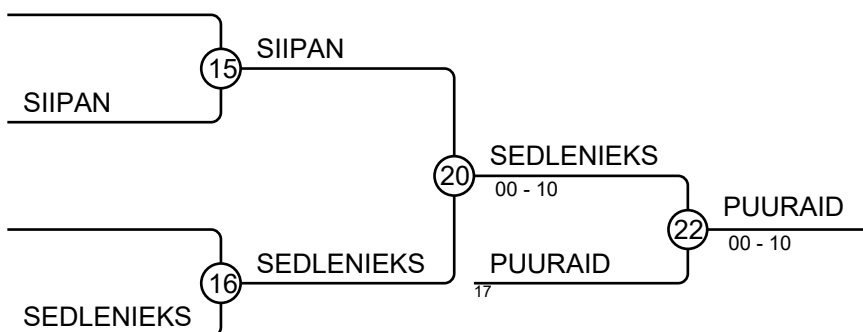 SIIPAN
15
SIIPAN
SEDLENIEKS
20
00 - 10
PUURAID
22
00 - 10
SEDLENIEKS
16
PUURAID
17
SEDLENIEKS